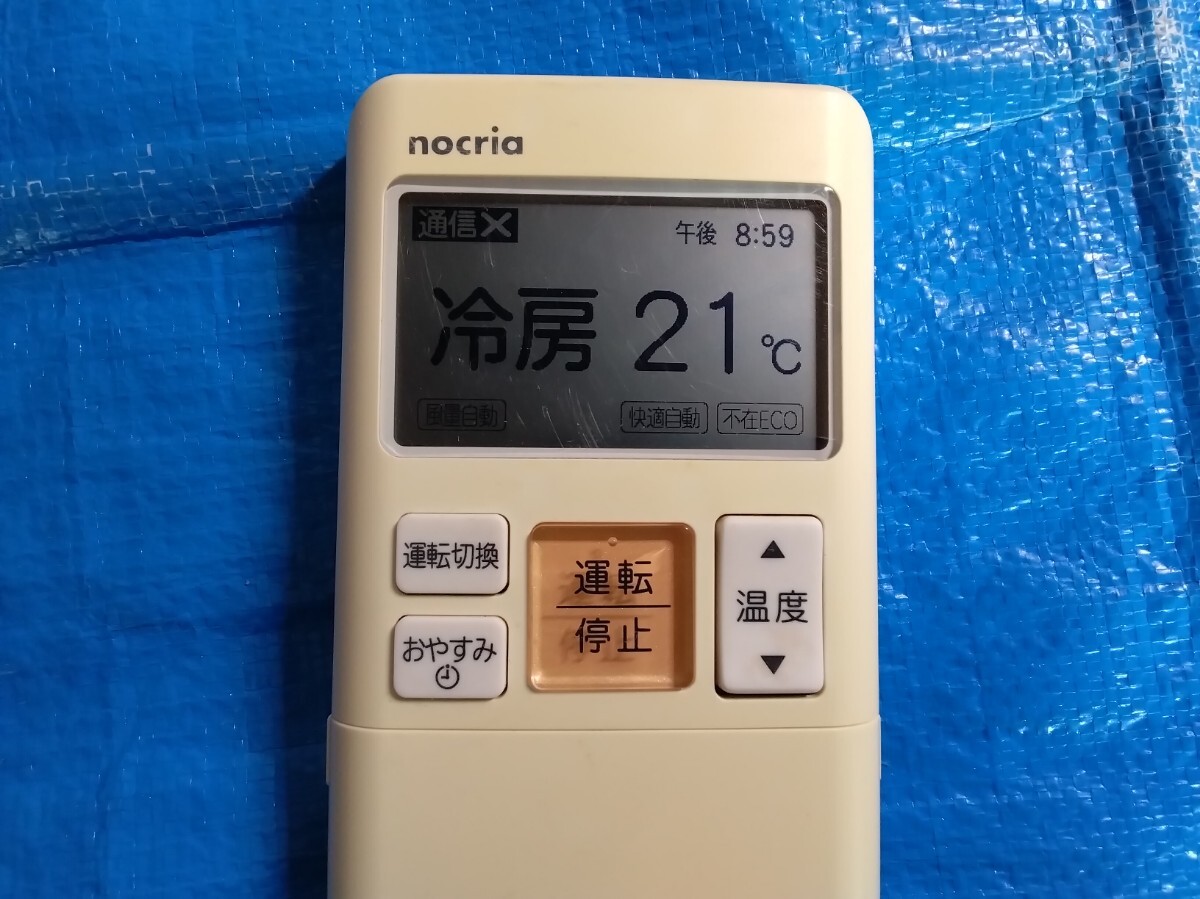 nocria
通信×
午後 8:59
冷房 21℃
風量自動 快適自動 不在ECO
運転切換
運転
停止
▲
温度
▼
おやすみ